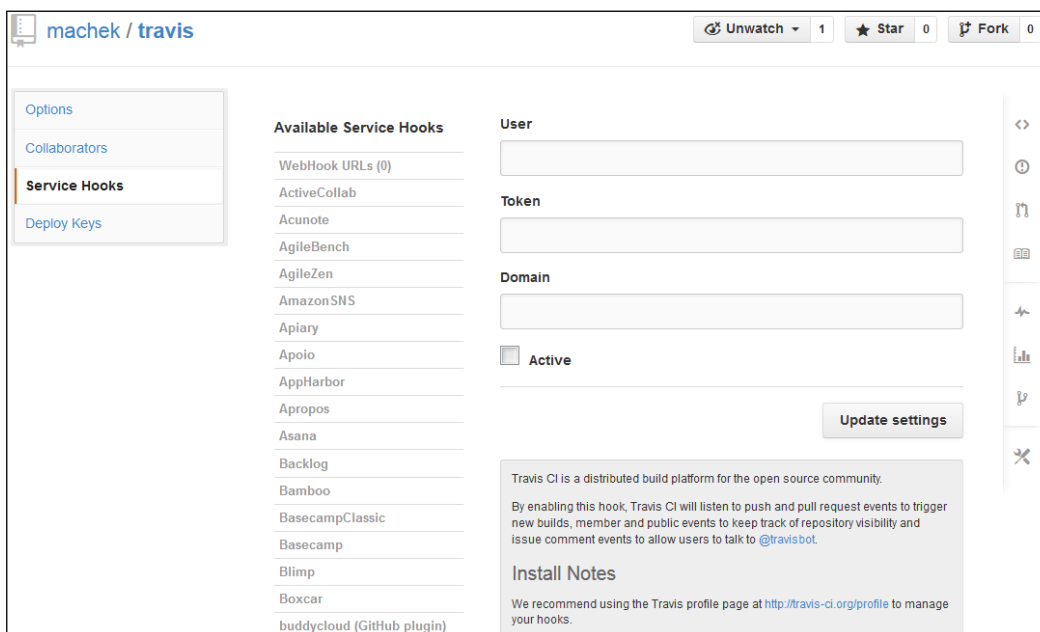 machek / travis
Unwatch 1
Star 0
Fork 0
Options
Collaborators
Service Hooks
Deploy Keys
Available Service Hooks
WebHook URLs (0)
ActiveCollab
Acunote
AgileBench
AgileZen
AmazonSNS
Apiary
Apoio
AppHarbor
Apropos
Asana
Backlog
Bamboo
BasecampClassic
Basecamp
Blimp
Boxcar
buddycloud (GitHub plugin)
User
Token
Domain
Active
Update settings
Travis CI is a distributed build platform for the open source community.
By enabling this hook, Travis CI will listen to push and pull request events to trigger
new builds, member and public events to keep track of repository visibility and
issue comment events to allow users to talk to @travisbot.
Install Notes
We recommend using the Travis profile page at http://travis-ci.org/profile to manage
your hooks.